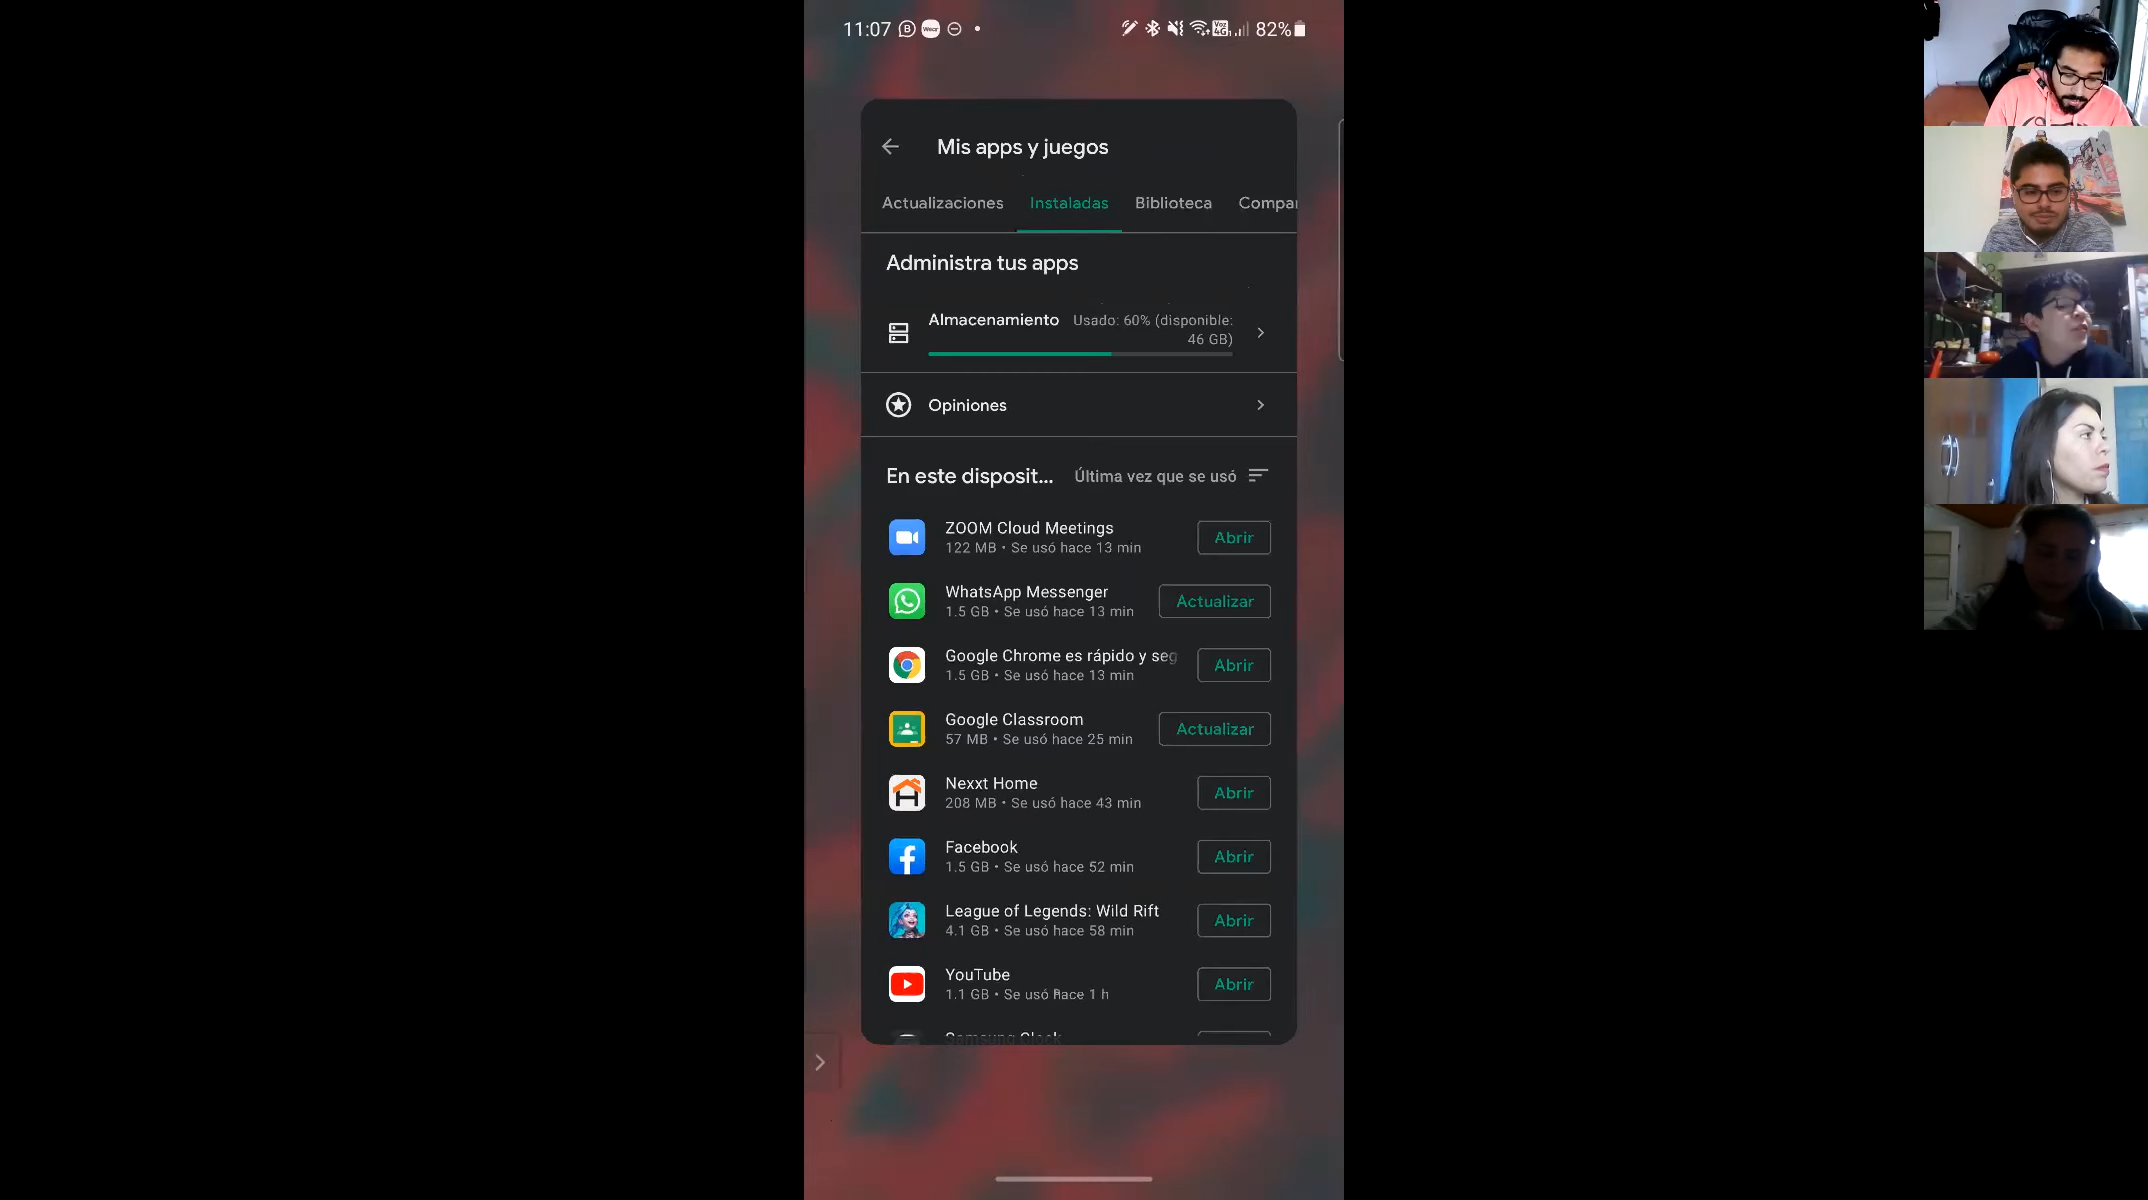 11:07 82%
Mis apps y juegos
Actualizaciones Instaladas Biblioteca Compar
Administra tus apps
Almacenamiento Usado: 60% (disponible:
46 GB)
Opiniones
En este disposit... Última vez que se usó
ZOOM Cloud Meetings
122 MB • Se usó hace 13 min
Abrir
WhatsApp Messenger
1.5 GB • Se usó hace 13 min
Actualizar
Google Chrome es rápido y seg
1.5 GB • Se usó hace 13 min
Abrir
Google Classroom
57 MB • Se usó hace 25 min
Actualizar
Nexxt Home
208 MB • Se usó hace 43 min
Abrir
Facebook
1.5 GB • Se usó hace 52 min
Abrir
League of Legends: Wild Rift
4.1 GB • Se usó hace 58 min
Abrir
YouTube
1.1 GB • Se usó hace 1 h
Abrir
Samsung Clock